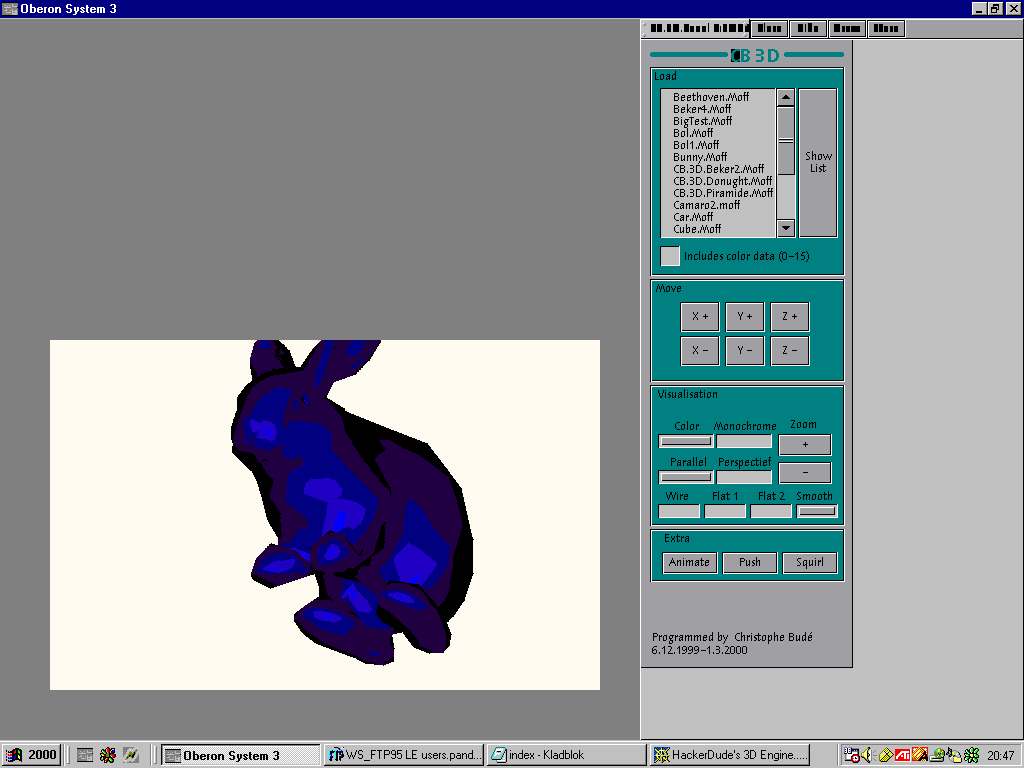 Oberon System 3
CB 3D
Load
Beethoven.Moff
Beker4.Moff
BigTest.Moff
Bol.Moff
Bol1.Moff
Bunny.Moff
CB.3D.Beker2.Moff
CB.3D.Donught.Moff
CB.3D.Piramide.Moff
Camaro2.moff
Car.Moff
Cube.Moff
Show
List
Includes color data (0-15)
Move
X + Y + Z +
X - Y - Z -
Visualisation
Color Monochrome Zoom
+
Parallel Perspectief
-
Wire Flat 1 Flat 2 Smooth
Extra
Animate Push Squirl
Programmed by Christophe Budé
6.12.1999-1.3.2000
2000 Oberon System 3 WS_FTP95 LE users.pand... index - Kladblok HackerDude's 3D Engine..... 20:47